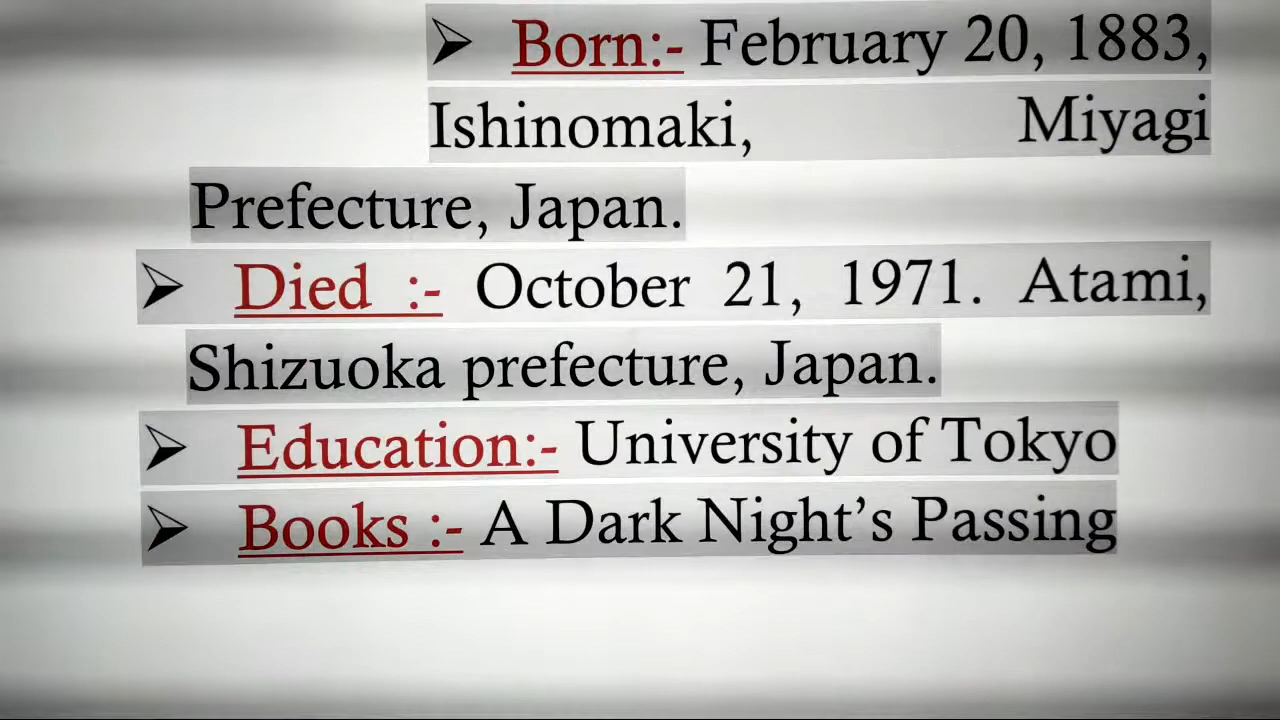 ➢ Born:- February 20, 1883,
Ishinomaki, Miyagi
Prefecture, Japan.
➢ Died :- October 21, 1971. Atami,
Shizuoka prefecture, Japan.
➢ Education:- University of Tokyo
➢ Books :- A Dark Night’s Passing